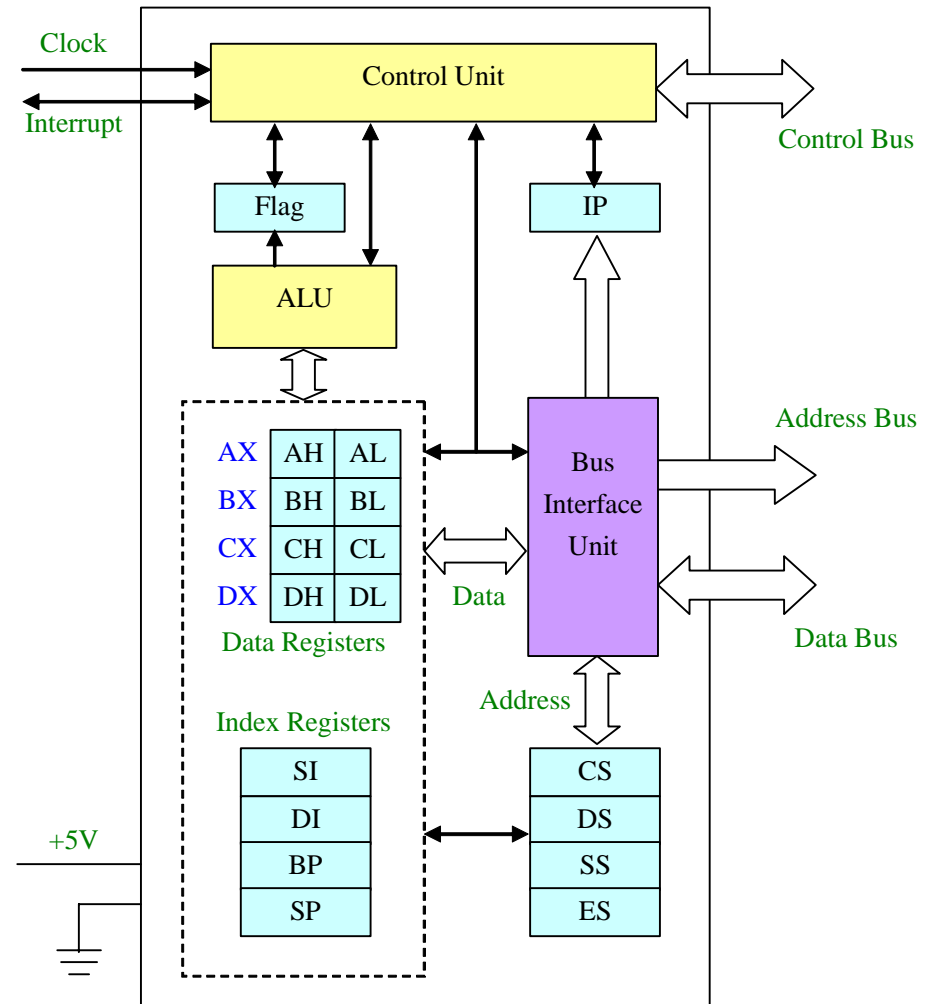 Clock
Control Unit
Interrupt
Control Bus
Flag
IP
ALU
Address Bus
AX AH AL
BX BH BL
CX CH CL
DX DH DL
Data Registers
Bus
Interface
Unit
Data
Data Bus
Address
Index Registers
SI
DI
BP
SP
CS
DS
SS
ES
+5V